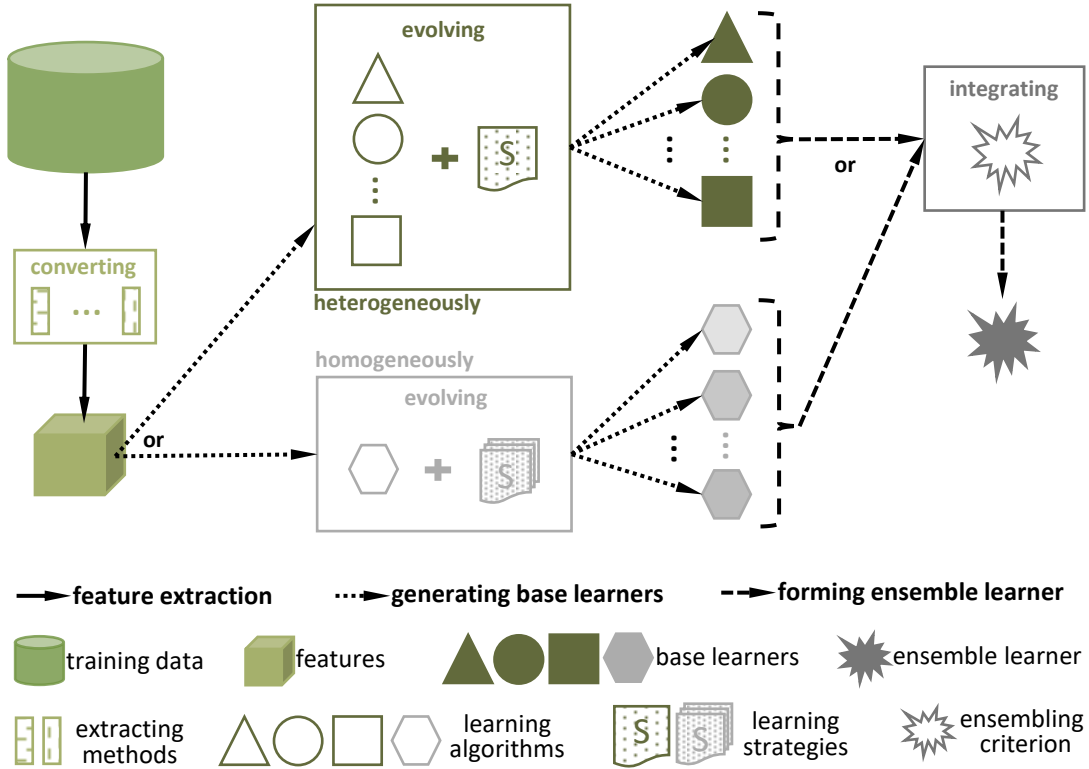 evolving
S
heterogeneously
integrating
or
converting
...
or
homogeneously
evolving
S
feature extraction
generating base learners
forming ensemble learner
training data
features
base learners
ensemble learner
extracting
methods
learning
algorithms
S
S
learning
strategies
ensembling
criterion